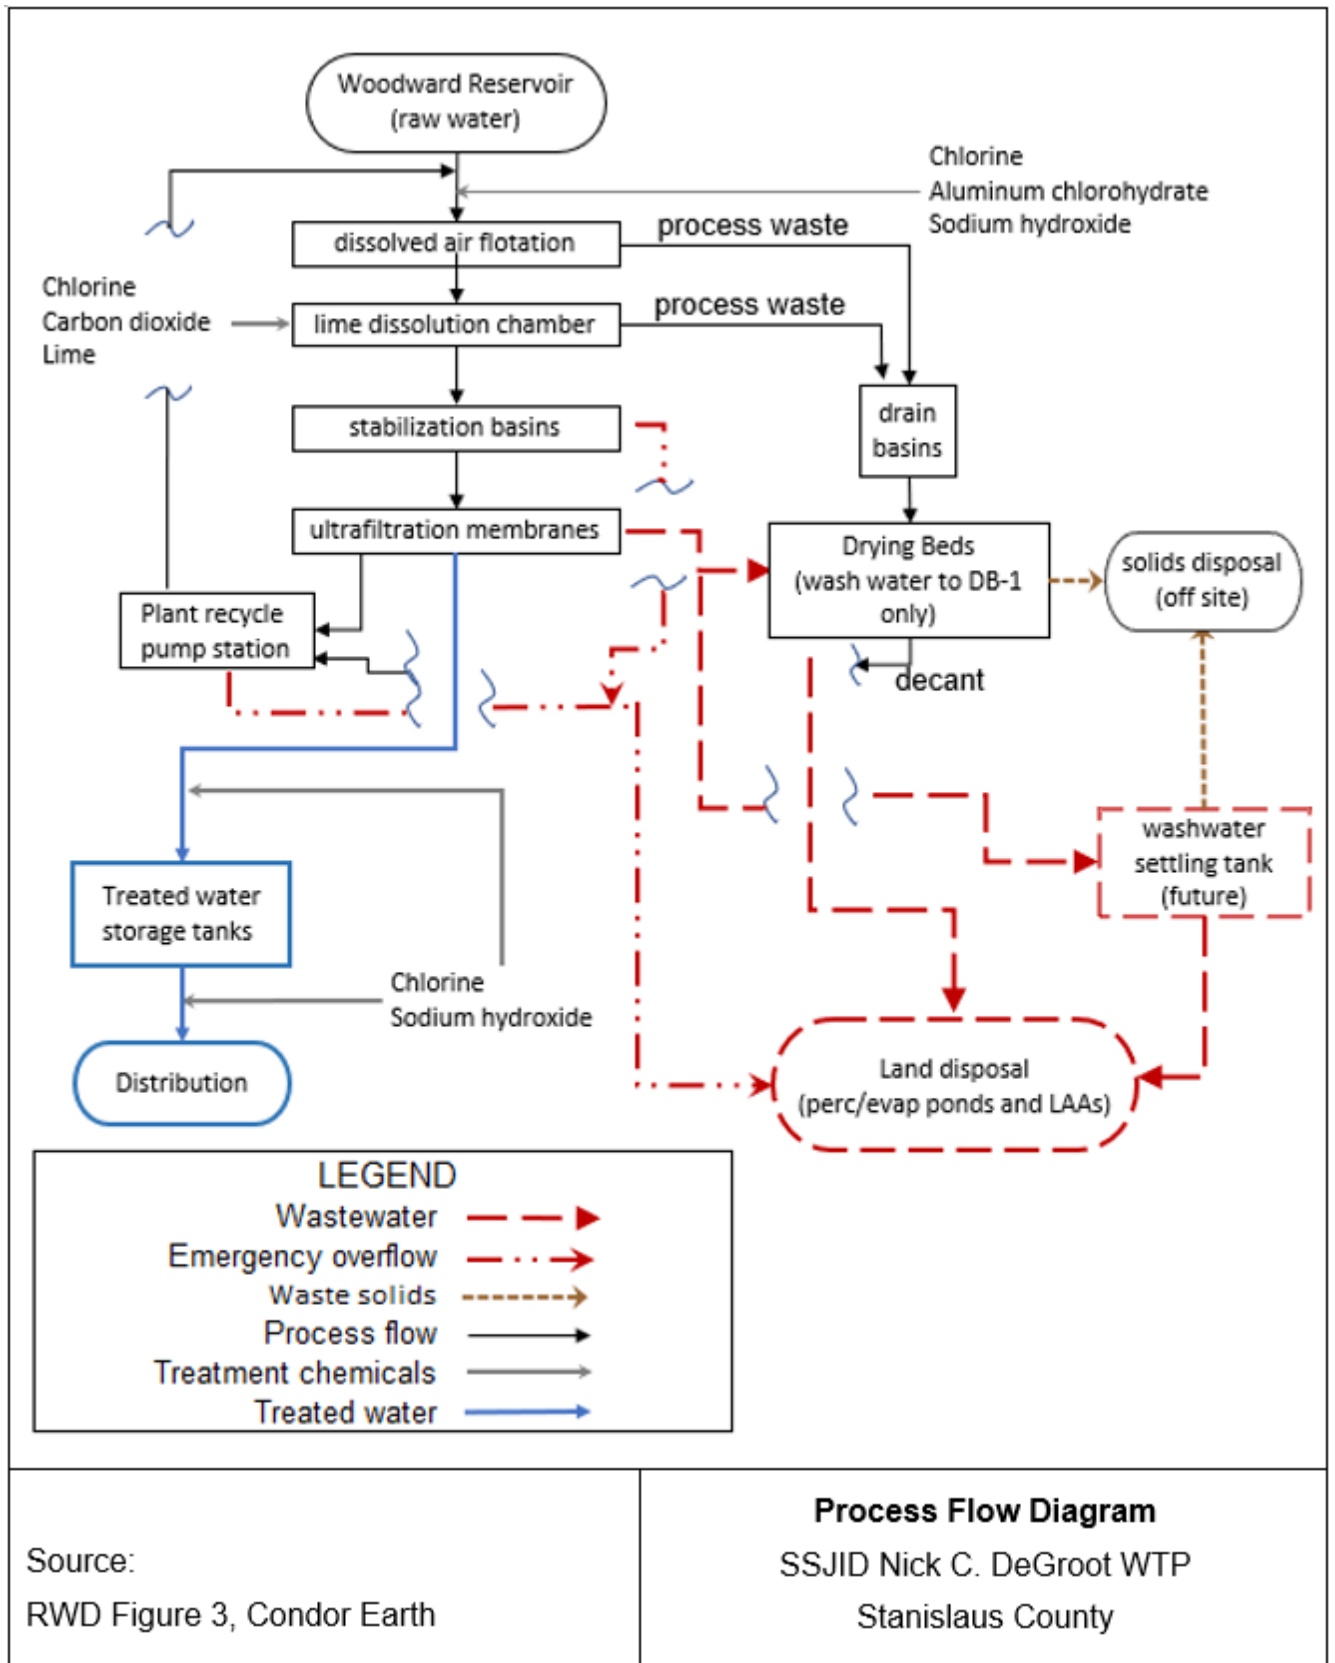 Woodward Reservoir
(raw water)
Chlorine
Aluminum chlorohydrate
Sodium hydroxide
process waste
dissolved air flotation
Chlorine
Carbon dioxide
Lime
process waste
lime dissolution chamber
drain
basins
stabilization basins
ultrafiltration membranes
Drying Beds
(wash water to DB-1
only)
solids disposal
(off site)
Plant recycle
pump station
decant
washwater
settling tank
(future)
Treated water
storage tanks
Chlorine
Sodium hydroxide
Distribution
Land disposal
(perc/evap ponds and LAAs)
LEGEND
Wastewater
Emergency overflow
Waste solids
Process flow
Treatment chemicals
Treated water
Source:
RWD Figure 3, Condor Earth
Process Flow Diagram
SSJID Nick C. DeGroot WTP
Stanislaus County